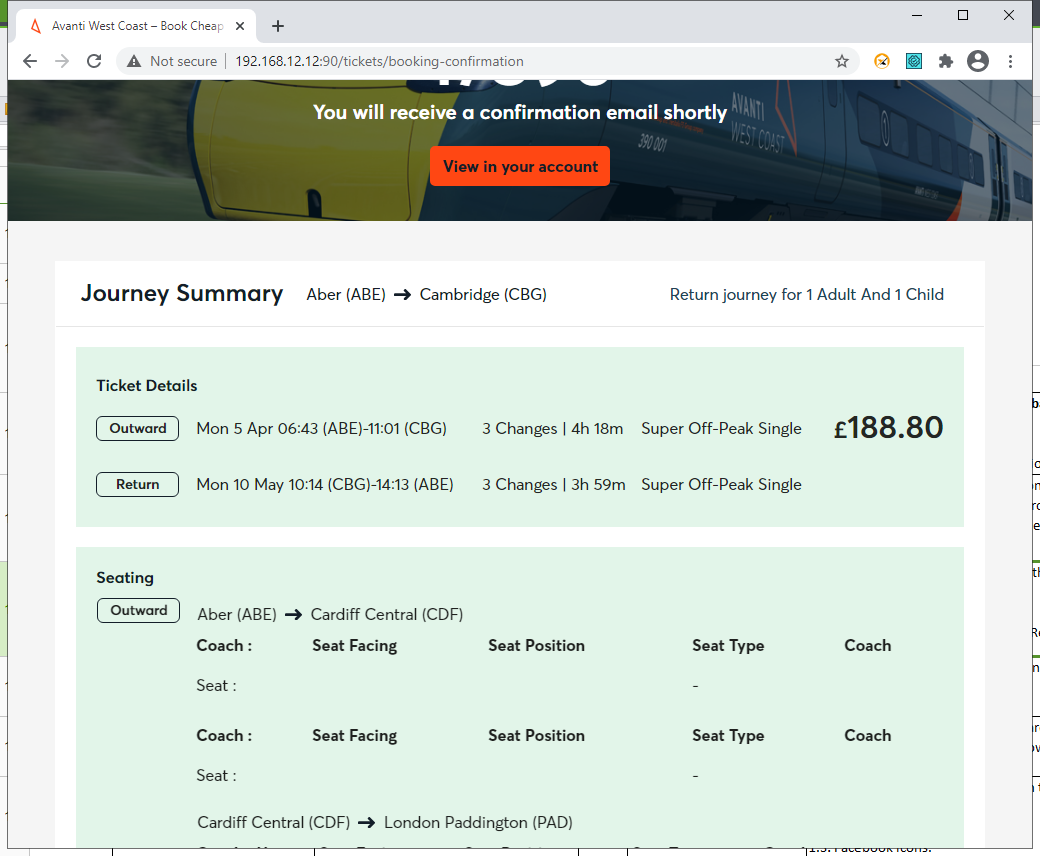 Avanti West Coast – Book Cheap
Not secure
192.168.12.12:90/tickets/booking-confirmation
You will receive a confirmation email shortly
AVANTI
WEST COAST
390 001
View in your account
Journey Summary Aber (ABE) → Cambridge (CBG) Return journey for 1 Adult And 1 Child
Ticket Details
Outward Mon 5 Apr 06:43 (ABE)-11:01 (CBG) 3 Changes | 4h 18m Super Off-Peak Single £188.80
Return Mon 10 May 10:14 (CBG)-14:13 (ABE) 3 Changes | 3h 59m Super Off-Peak Single
Seating
Outward Aber (ABE) → Cardiff Central (CDF)
Coach : Seat Facing Seat Position Seat Type Coach
Seat : -
Coach : Seat Facing Seat Position Seat Type Coach
Seat : -
Cardiff Central (CDF) → London Paddington (PAD)